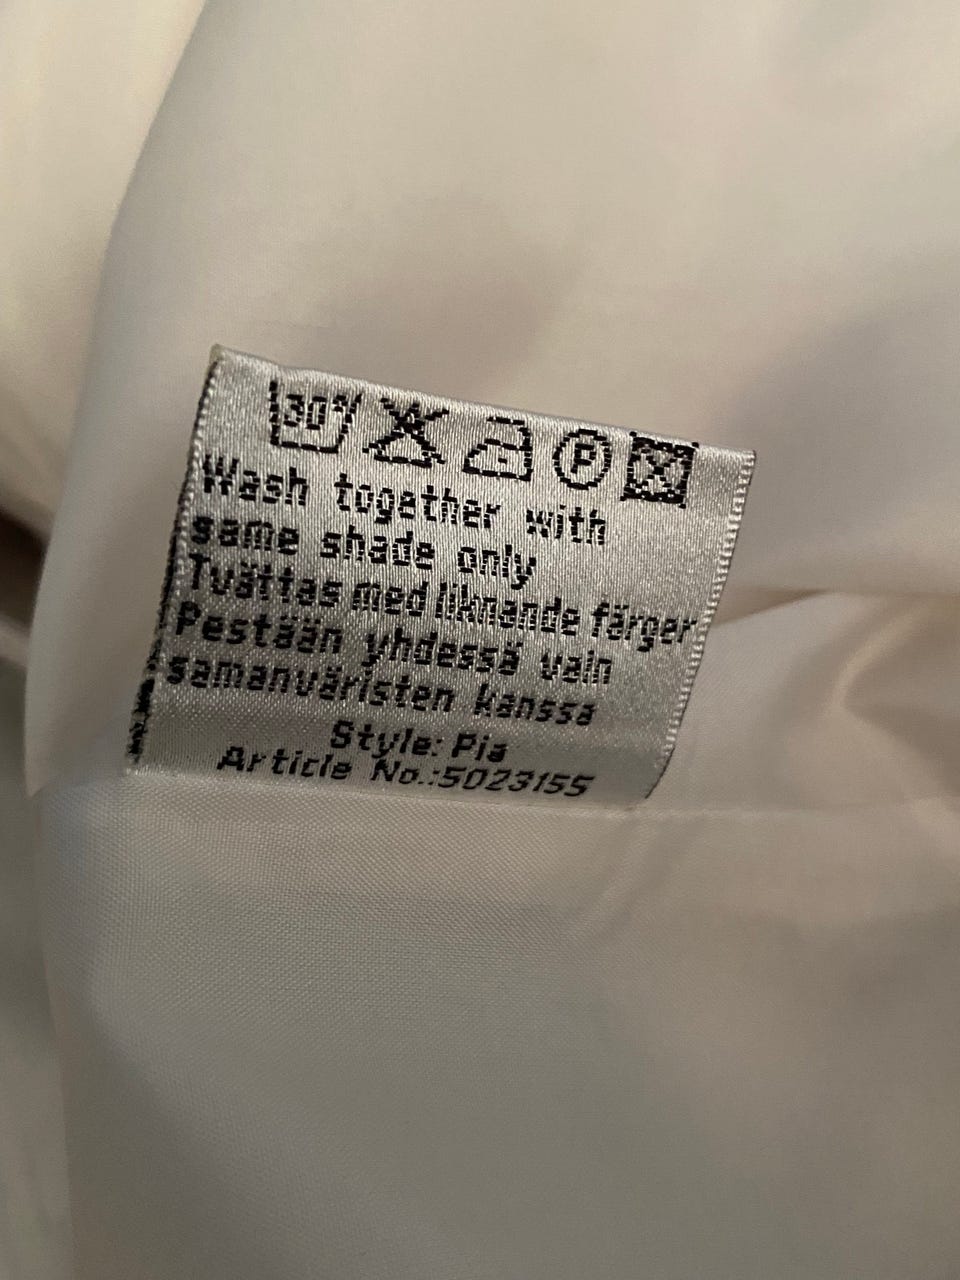 30°
P
Wash together with
same shade only
Tvättas med liknande färger
Pestään yhdessä vain
samanväristen kanssa
Style: Pia
Article No.:5023155